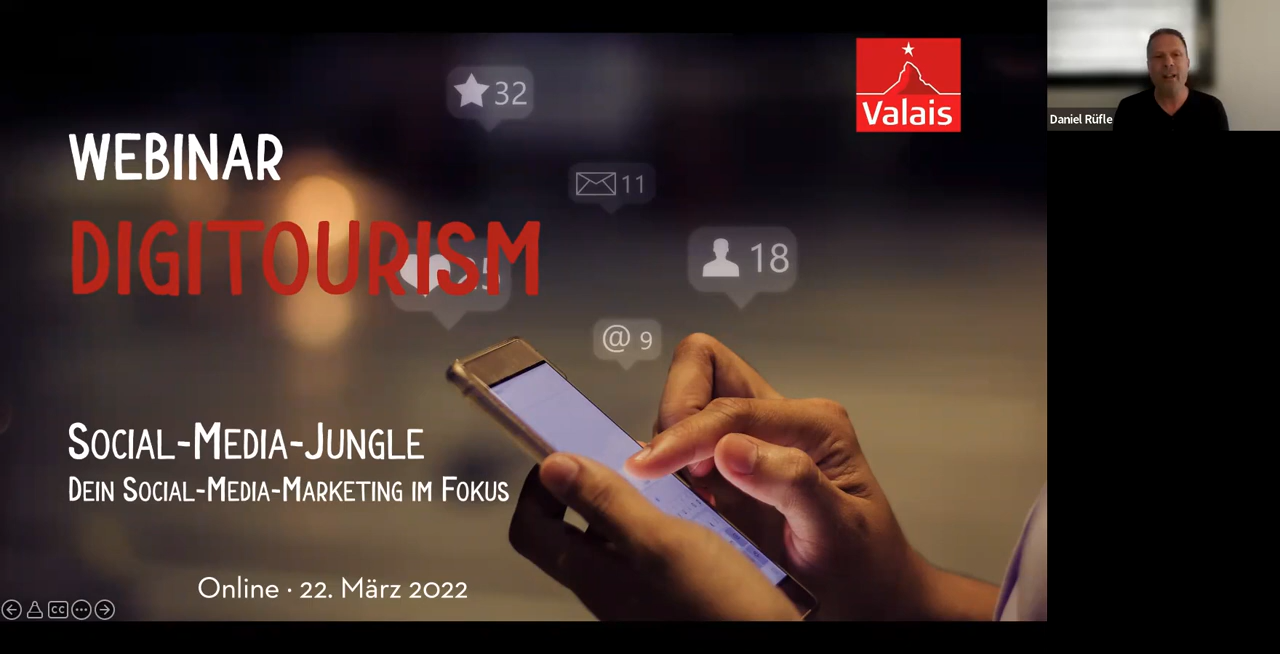 32
Valais
Daniel Rüfle
WEBINAR
11
DIGITOURISM
18
@ 9
Social-Media-Jungle
Dein Social-Media-Marketing im Fokus
Online · 22. März 2022
CC